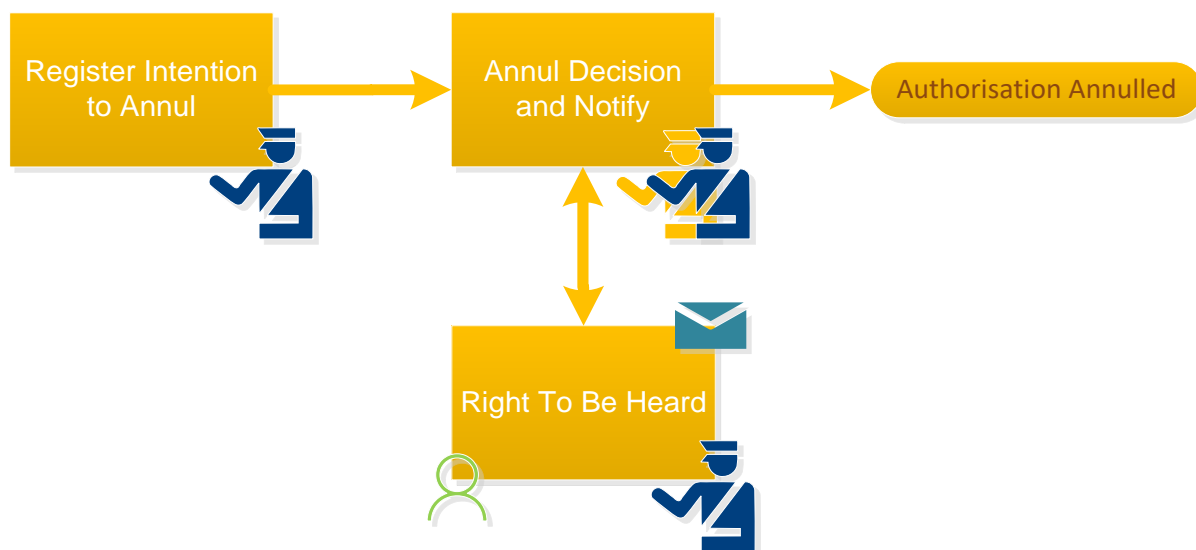 Register Intention
to Annul
Annul Decision
and Notify
Authorisation Annulled
Right To Be Heard